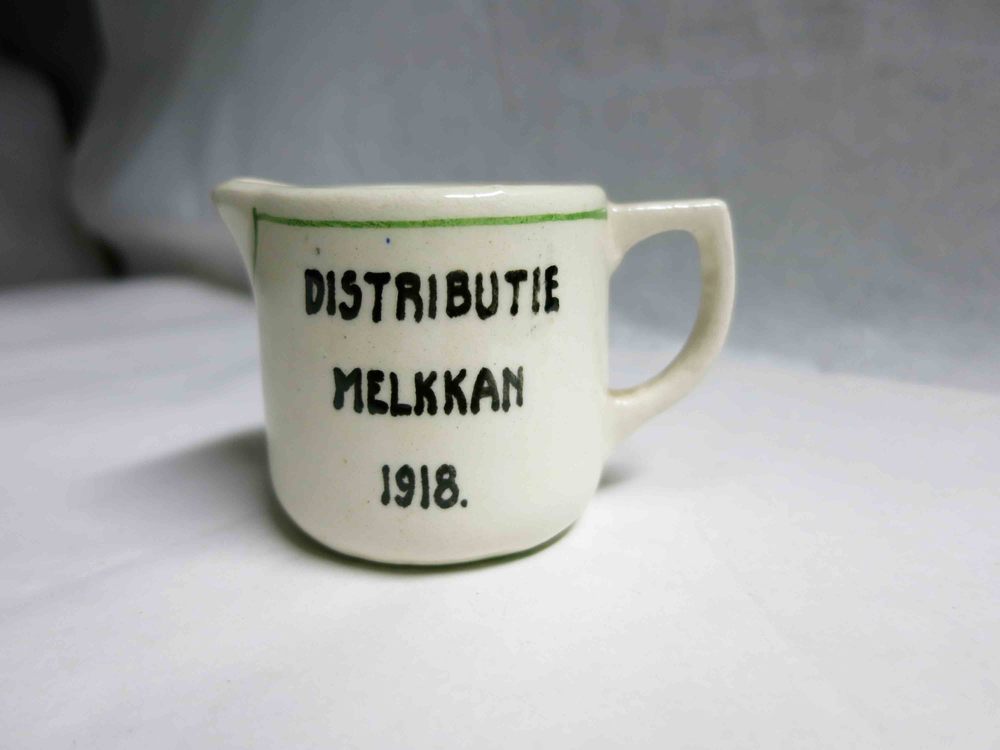 DISTRIBUTIE
MELKKAN
1918.